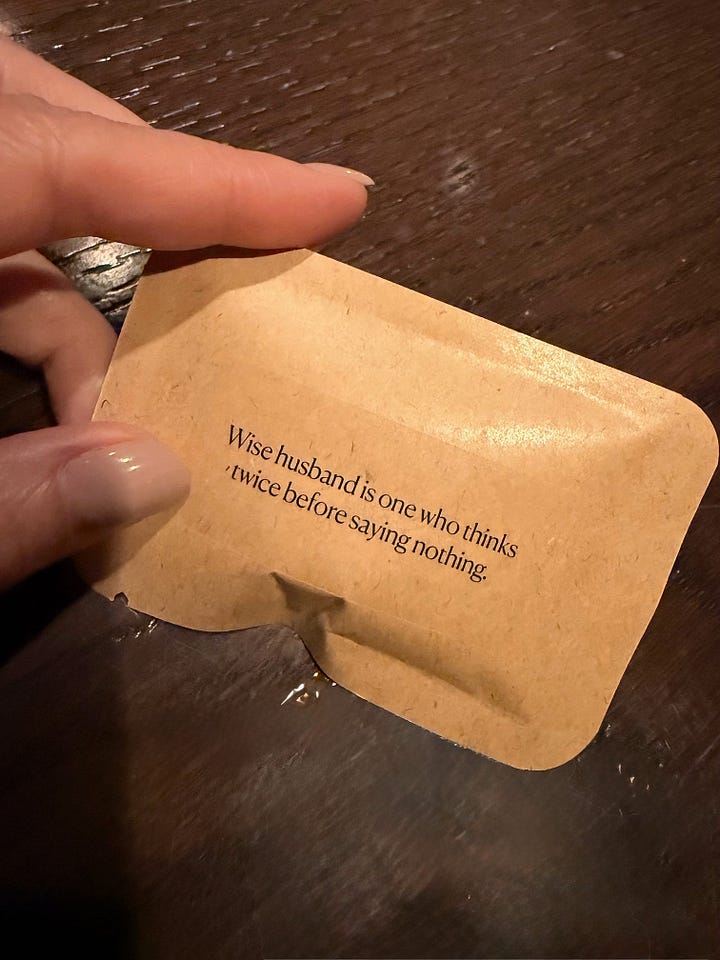 Wise husband is one who thinks
twice before saying nothing.